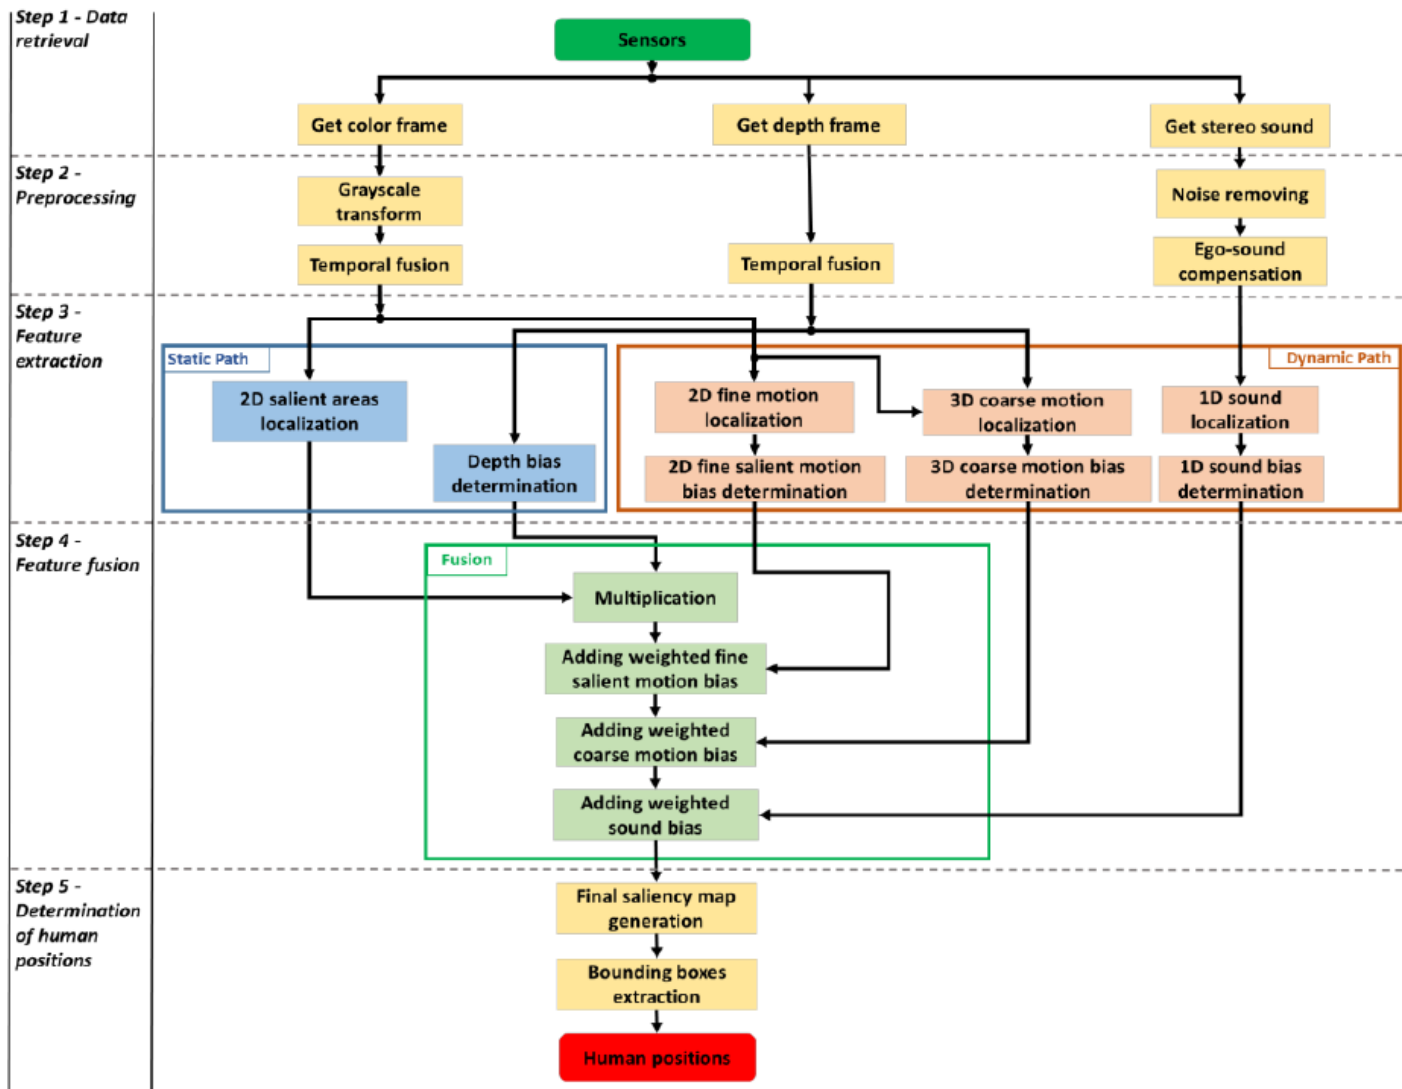 Step 1 - Data
retrieval
Sensors
Get color frame
Get depth frame
Get stereo sound
Step 2 -
Preprocessing
Grayscale
transform
Noise removing
Temporal fusion
Temporal fusion
Ego-sound
compensation
Step 3 -
Feature
extraction
Static Path
Dynamic Path
2D salient areas
localization
2D fine motion
localization
3D coarse motion
localization
1D sound
localization
Depth bias
determination
2D fine salient motion
bias determination
3D coarse motion bias
determination
1D sound bias
determination
Step 4 -
Feature fusion
Fusion
Multiplication
Adding weighted fine
salient motion bias
Adding weighted
coarse motion bias
Adding weighted
sound bias
Step 5 -
Determination
of human
positions
Final saliency map
generation
Bounding boxes
extraction
Human positions